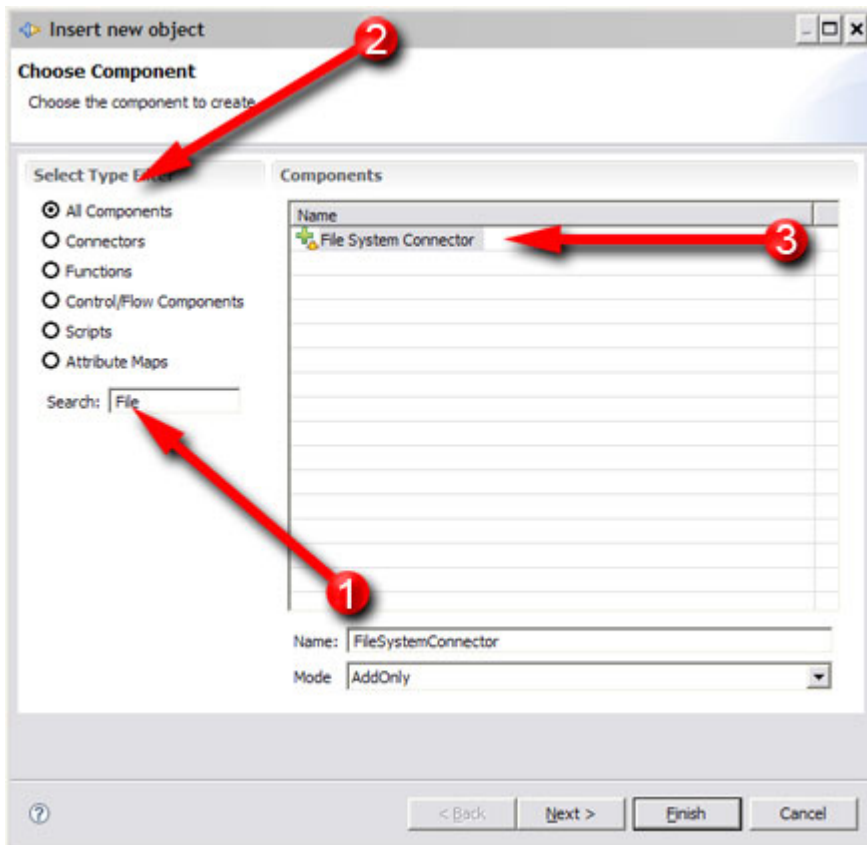 Insert new object
2
Choose Component
Choose the component to create
Select Type
Components
All Components
Name
Connectors
File System Connector
3
Functions
Control/Flow Components
Scripts
Attribute Maps
Search: File
1
Name: FileSystemConnector
Mode AddOnly
< Back Next > Finish Cancel